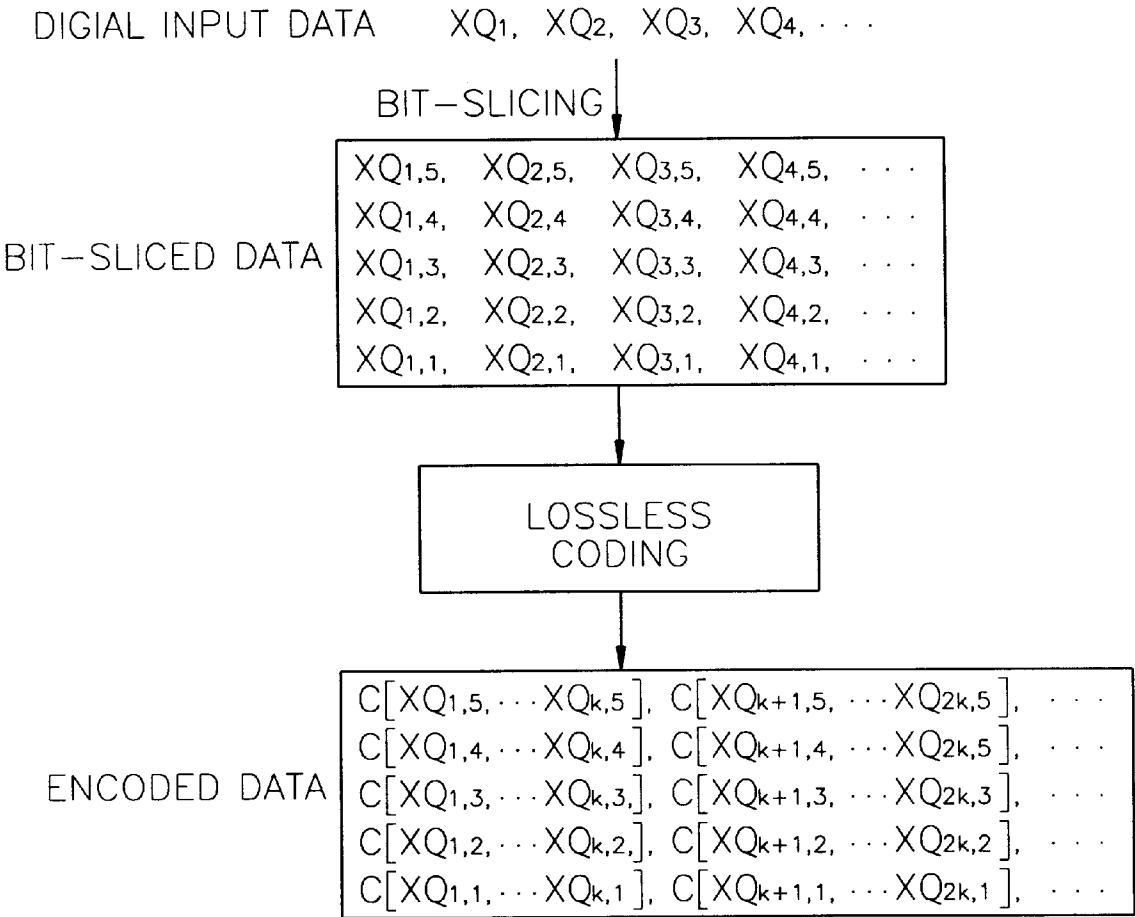 DIGIAL INPUT DATA XQ1, XQ2, XQ3, XQ4, · · ·
BIT-SLICING
XQ1,5, XQ2,5, XQ3,5, XQ4,5, · · ·
XQ1,4, XQ2,4 XQ3,4, XQ4,4, · · ·
BIT-SLICED DATA XQ1,3, XQ2,3, XQ3,3, XQ4,3, · · ·
XQ1,2, XQ2,2, XQ3,2, XQ4,2, · · ·
XQ1,1, XQ2,1, XQ3,1, XQ4,1, · · ·
LOSSLESS
CODING
C[XQ1,5, · · · XQk,5], C[XQk+1,5, · · · XQ2k,5], · · ·
C[XQ1,4, · · · XQk,4], C[XQk+1,4, · · · XQ2k,5], · · ·
ENCODED DATA C[XQ1,3, · · · XQk,3,], C[XQk+1,3, · · · XQ2k,3], · · ·
C[XQ1,2, · · · XQk,2,], C[XQk+1,2, · · · XQ2k,2], · · ·
C[XQ1,1, · · · XQk,1], C[XQk+1,1, · · · XQ2k,1], · · ·